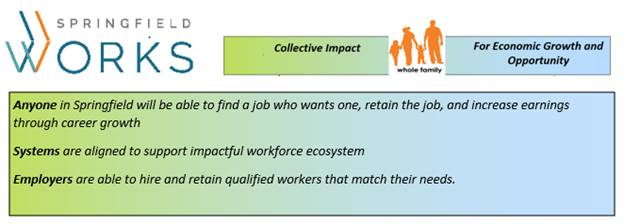 SPRINGFIELD
WORKS
Collective Impact
whole family
For Economic Growth and
Opportunity
Anyone in Springfield will be able to find a job who wants one, retain the job, and increase earnings
through career growth
Systems are aligned to support impactful workforce ecosystem
Employers are able to hire and retain qualified workers that match their needs.